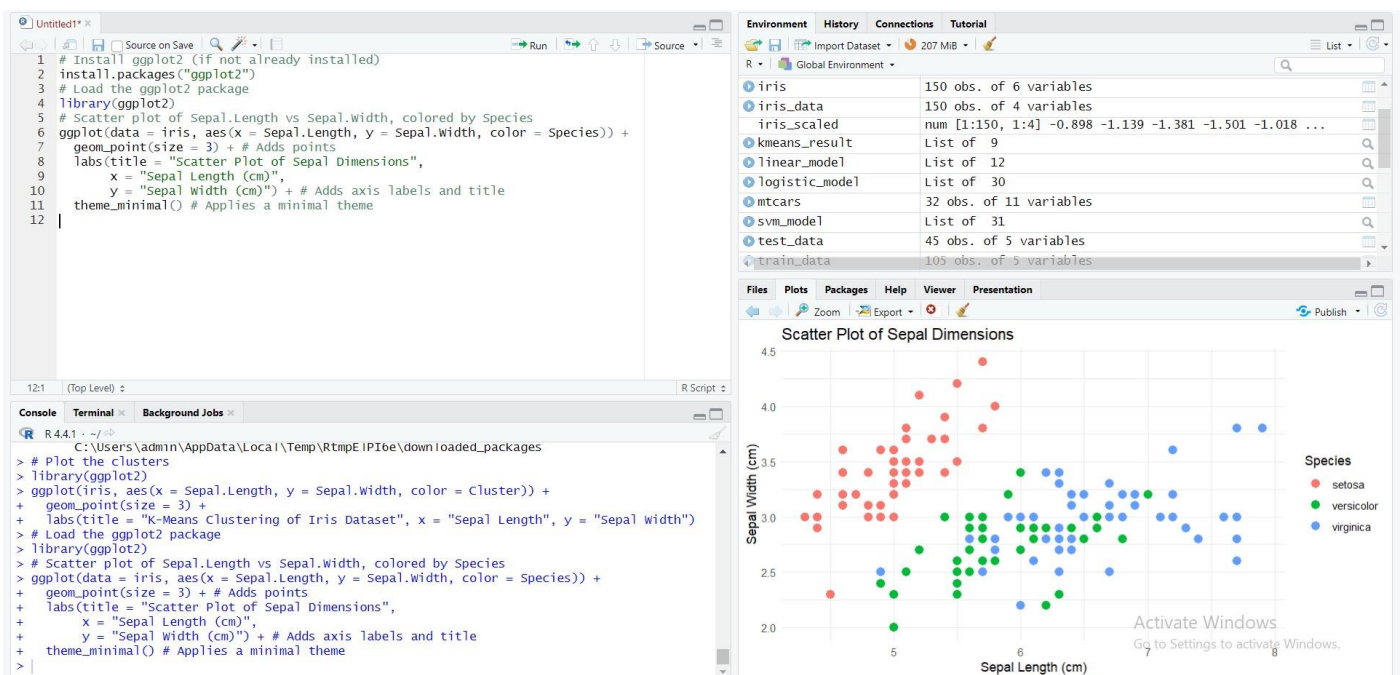 Untitled1*
Source on Save
Run
Source
1 # Install ggplot2 (if not already installed)
2 install.packages("ggplot2")
3 # Load the ggplot2 package
4 library(ggplot2)
5 # Scatter plot of Sepal.Length vs Sepal.Width, colored by Species
6 ggplot(data = iris, aes(x = Sepal.Length, y = Sepal.Width, color = Species)) +
7   geom_point(size = 3) + # Adds points
8   labs(title = "Scatter Plot of Sepal Dimensions",
9        x = "Sepal Length (cm)",
10        y = "Sepal Width (cm)") + # Adds axis labels and title
11   theme_minimal() # Applies a minimal theme
12
12:1 (Top Level) R Script
Console Terminal Background Jobs
R 4.4.1 · ~/
C:\Users\admin\AppData\Local\Temp\RtmpElPI6e\downloaded_packages
> # Plot the clusters
> library(ggplot2)
> ggplot(iris, aes(x = Sepal.Length, y = Sepal.Width, color = Cluster)) +
+   geom_point(size = 3) +
+   labs(title = "K-Means Clustering of Iris Dataset", x = "Sepal Length", y = "Sepal Width")
> # Load the ggplot2 package
> library(ggplot2)
> # Scatter plot of Sepal.Length vs Sepal.Width, colored by Species
> ggplot(data = iris, aes(x = Sepal.Length, y = Sepal.Width, color = Species)) +
+   geom_point(size = 3) + # Adds points
+   labs(title = "Scatter Plot of Sepal Dimensions",
+        x = "Sepal Length (cm)",
+        y = "Sepal Width (cm)") + # Adds axis labels and title
+   theme_minimal() # Applies a minimal theme
>
Environment History Connections Tutorial
Import Dataset 207 MiB List
R Global Environment
iris 150 obs. of 6 variables
iris_data 150 obs. of 4 variables
iris_scaled num [1:150, 1:4] -0.898 -1.139 -1.381 -1.501 -1.018 ...
kmeans_result List of 9
linear_model List of 12
logistic_model List of 30
mtcars 32 obs. of 11 variables
svm_model List of 31
test_data 45 obs. of 5 variables
train_data 105 obs. of 5 variables
Files Plots Packages Help Viewer Presentation
Zoom Export Publish
Scatter Plot of Sepal Dimensions
4.5
4.0
3.5
3.0
2.5
2.0
Sepal Width (cm)
5 6 7 8
Sepal Length (cm)
Species
setosa
versicolor
virginica
Activate Windows
Go to Settings to activate Windows.